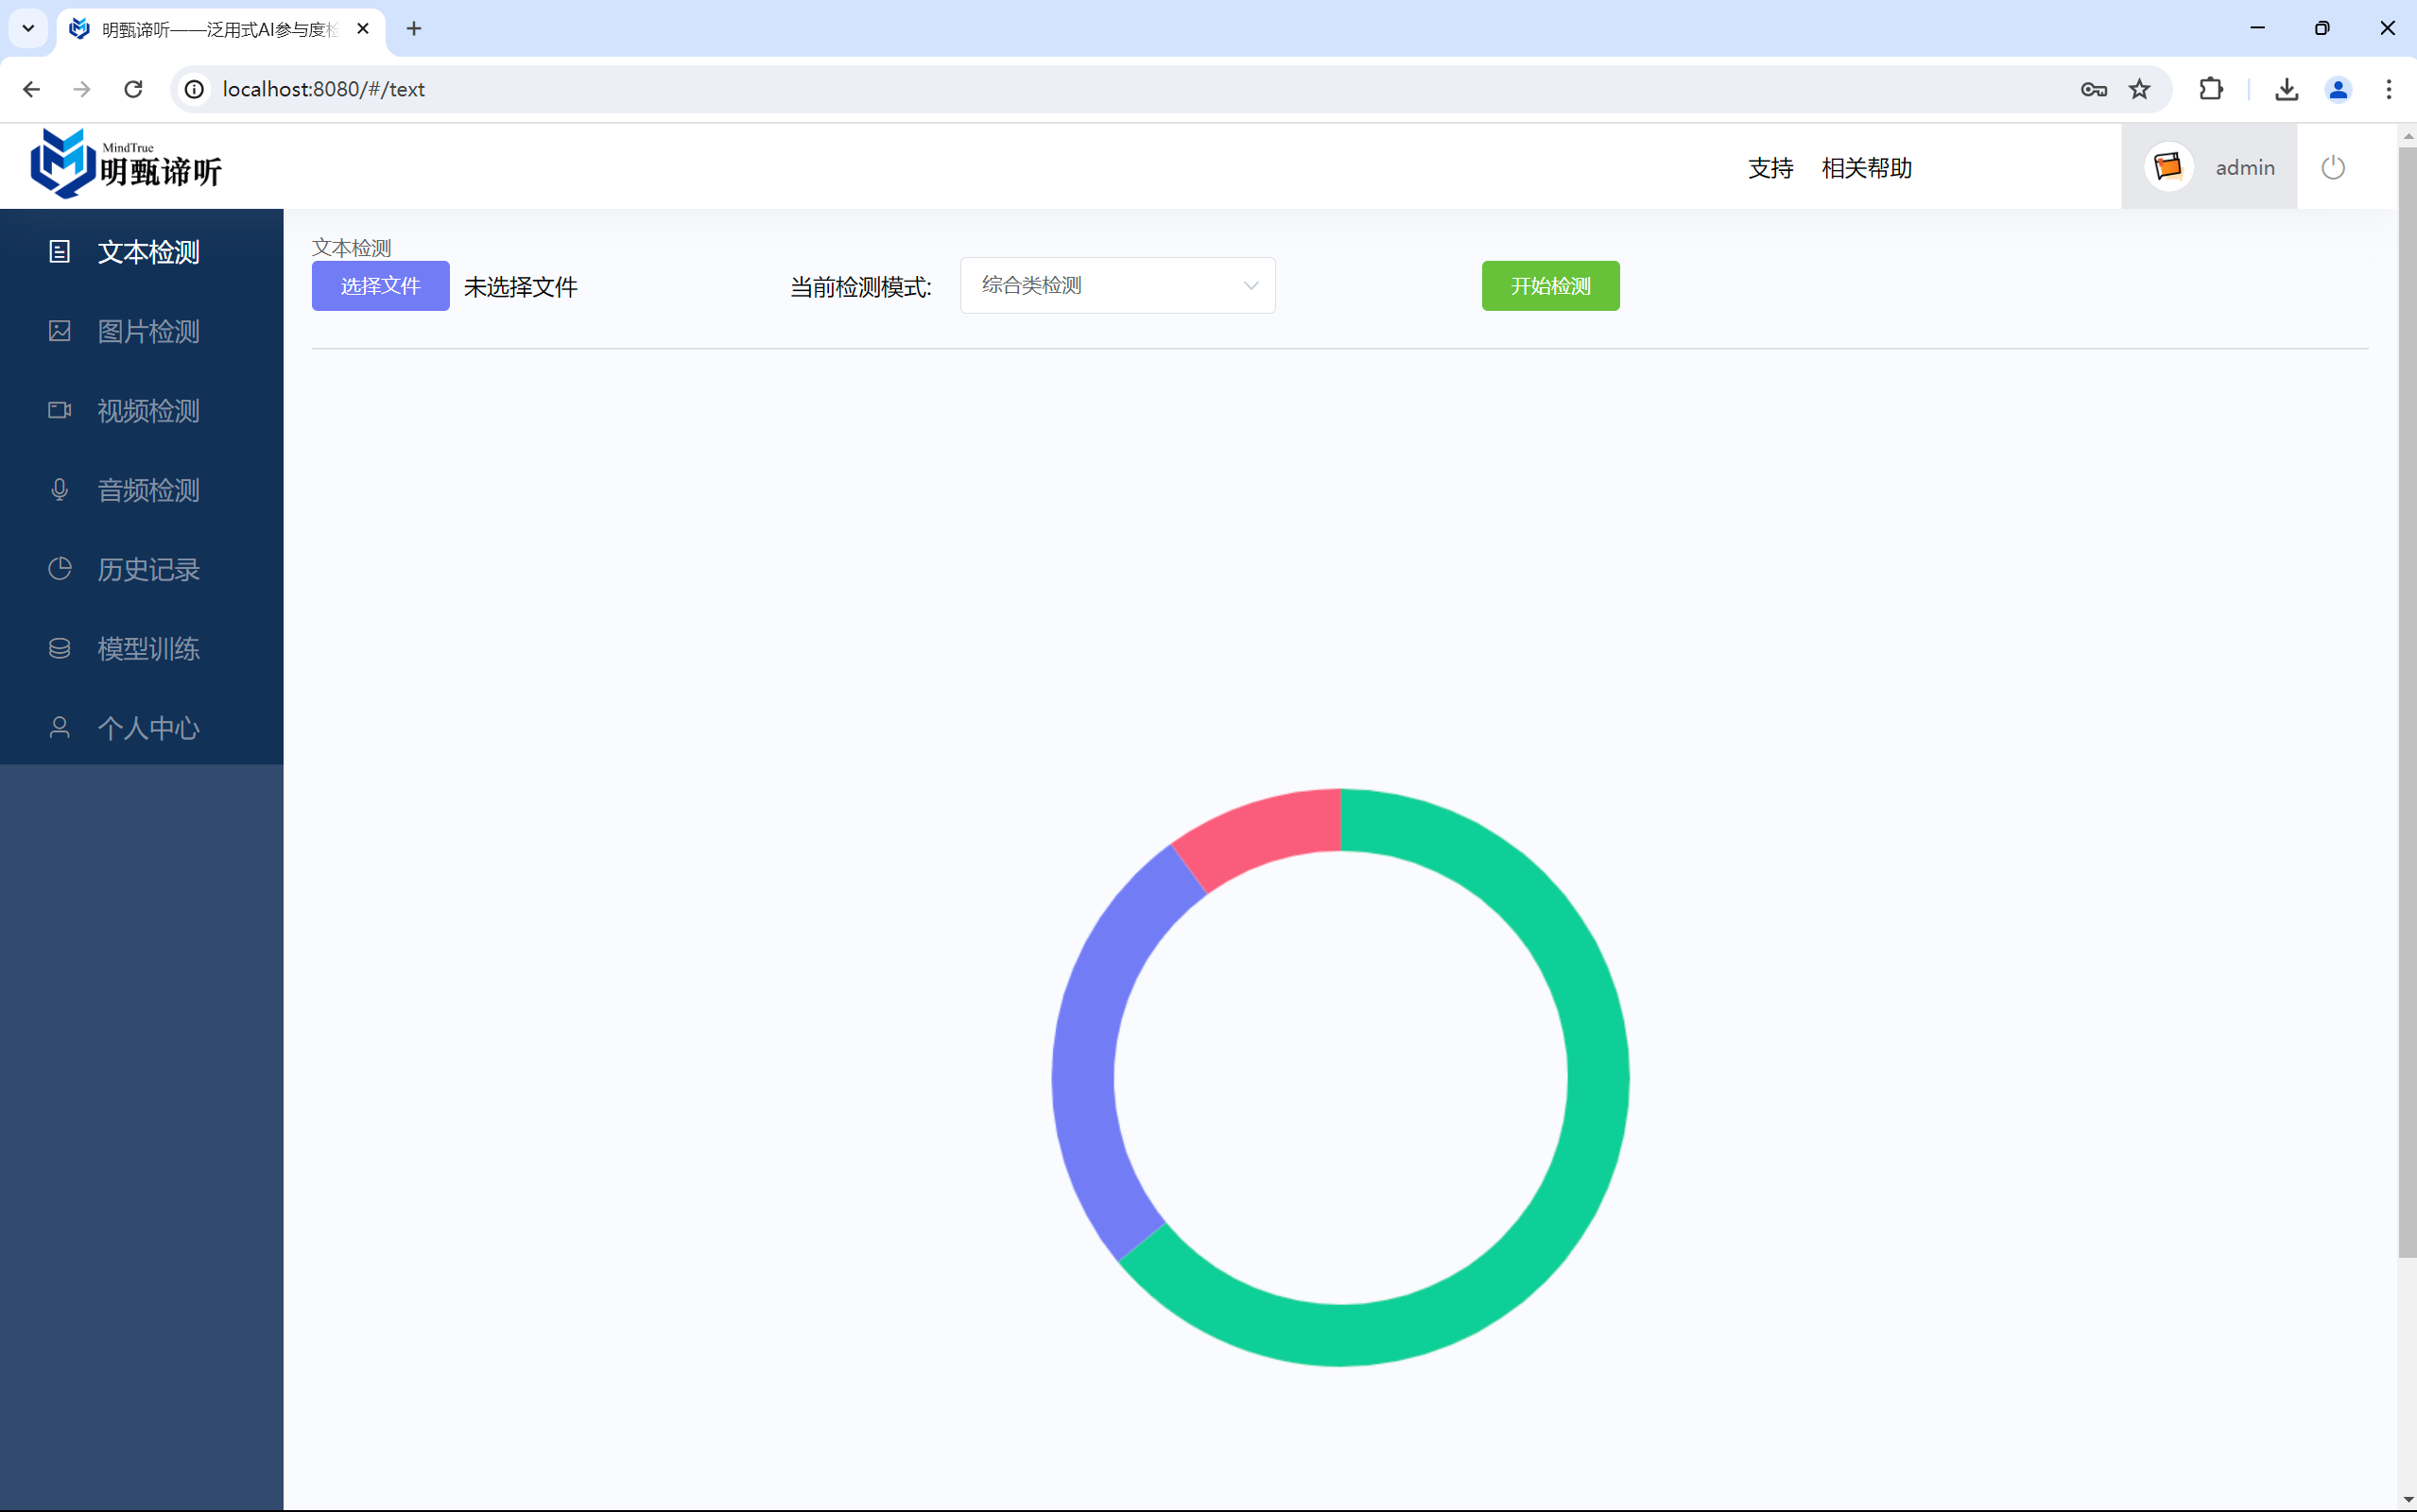 明甄谛听——泛用式AI参与度检
localhost:8080/#/text
MindTrue
明甄谛听
支持
相关帮助
admin
文本检测
图片检测
视频检测
音频检测
历史记录
模型训练
个人中心
文本检测
选择文件
未选择文件
当前检测模式:
综合类检测
开始检测